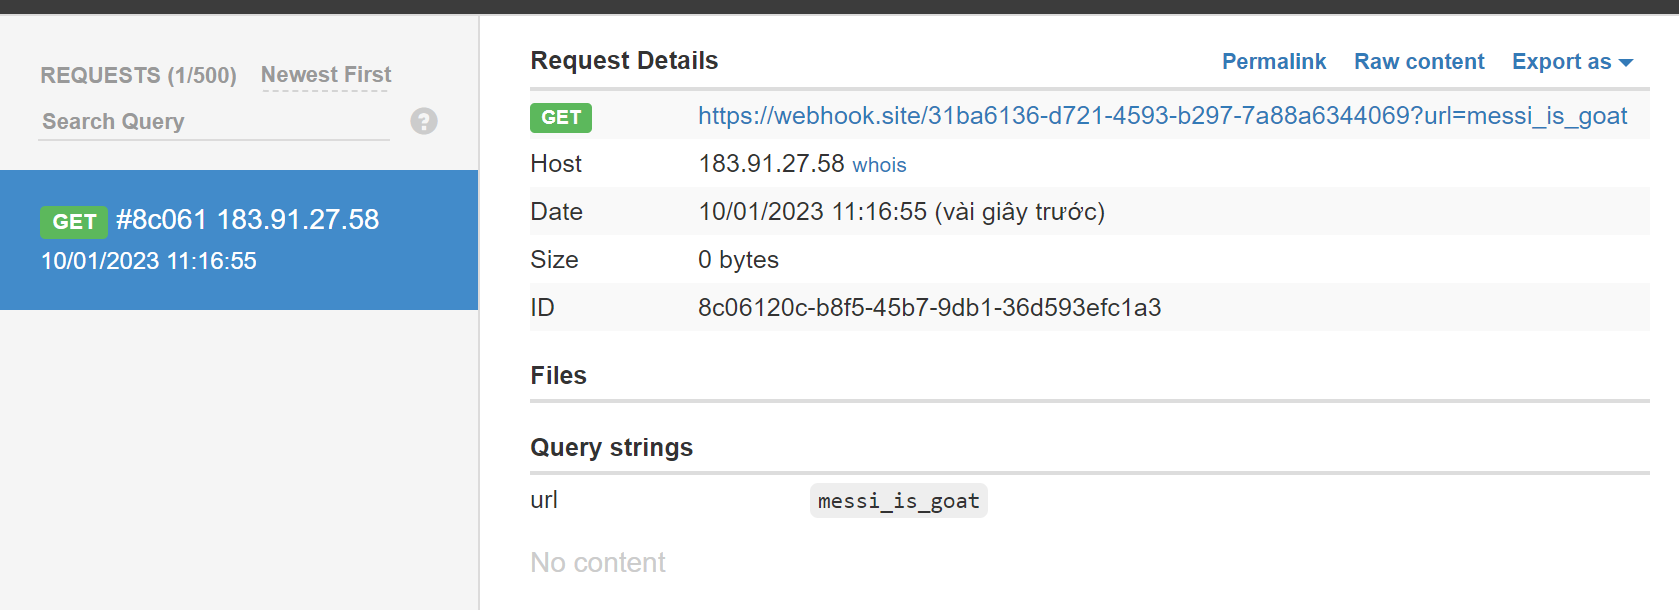 REQUESTS (1/500) Newest First
Search Query ?
GET #8c061 183.91.27.58
10/01/2023 11:16:55
Request Details Permalink Raw content Export as
GET https://webhook.site/31ba6136-d721-4593-b297-7a88a6344069?url=messi_is_goat
Host 183.91.27.58 whois
Date 10/01/2023 11:16:55 (vài giây trước)
Size 0 bytes
ID 8c06120c-b8f5-45b7-9db1-36d593efc1a3
Files
Query strings
url messi_is_goat
No content